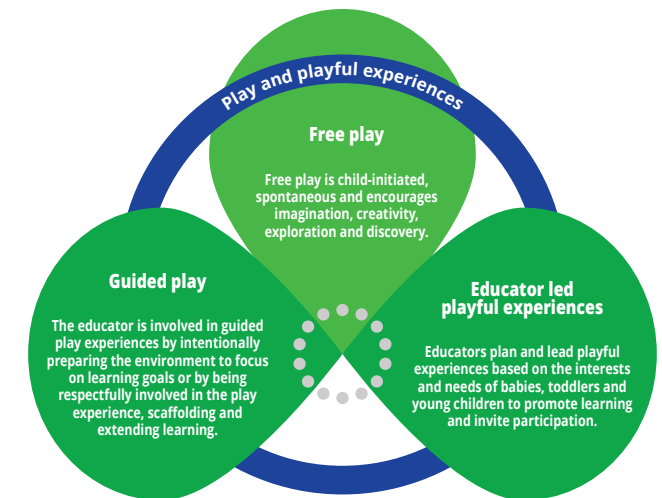 Play and playful experiences
Free play
Free play is child-initiated,
spontaneous and encourages
imagination, creativity,
exploration and discovery.
Guided play
The educator is involved in guided
play experiences by intentionally
preparing the environment to focus
on learning goals or by being
respectfully involved in the play
experience, scaffolding and
extending learning.
Educator led
playful experiences
Educators plan and lead playful
experiences based on the interests
and needs of babies, toddlers and
young children to promote learning
and invite participation.